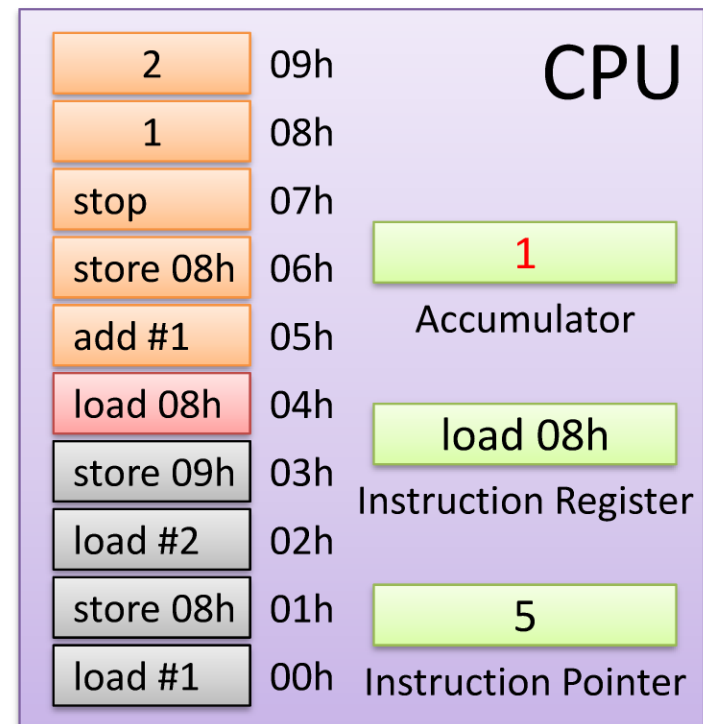 CPU
2 09h
1 08h
stop 07h
store 08h 06h
add #1 05h
load 08h 04h
store 09h 03h
load #2 02h
store 08h 01h
load #1 00h
1
Accumulator
load 08h
Instruction Register
5
Instruction Pointer